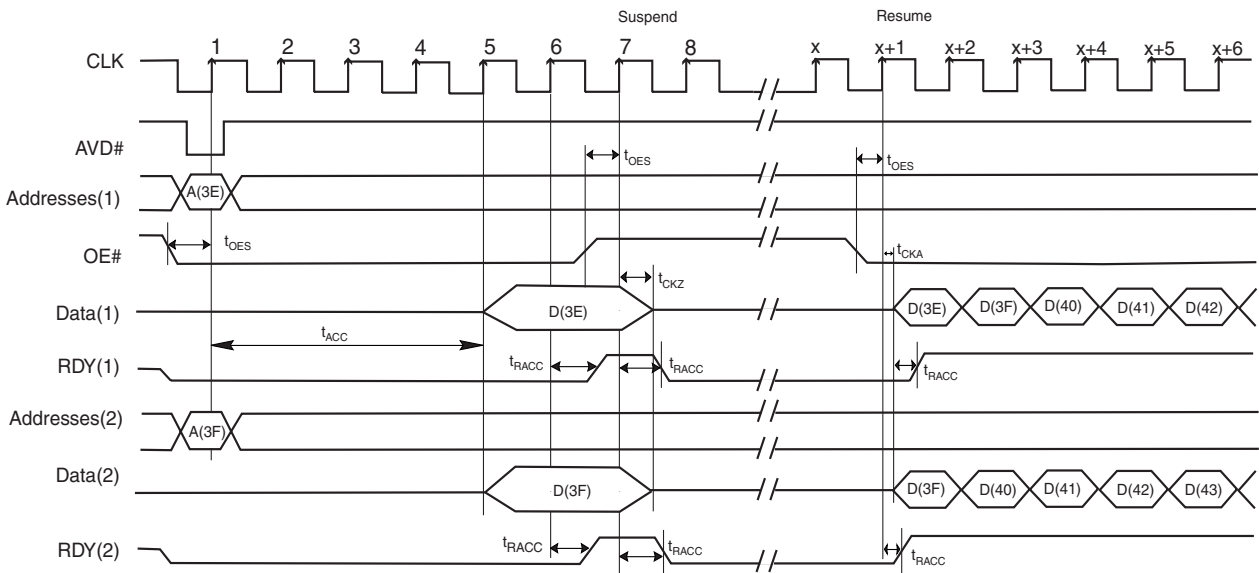 Suspend Resume
1 2 3 4 5 6 7 8 x x+1 x+2 x+3 x+4 x+5 x+6
CLK
AVD#
tOES tOES
A(3E)
Addresses(1)
tOES
OE#
tCKA
tCKZ
Data(1) D(3E) D(3E) D(3F) D(40) D(41) D(42)
tACC
RDY(1) tRACC tRACC tRACC
Addresses(2)
A(3F)
Data(2) D(3F) D(3F) D(40) D(41) D(42) D(43)
RDY(2) tRACC tRACC tRACC